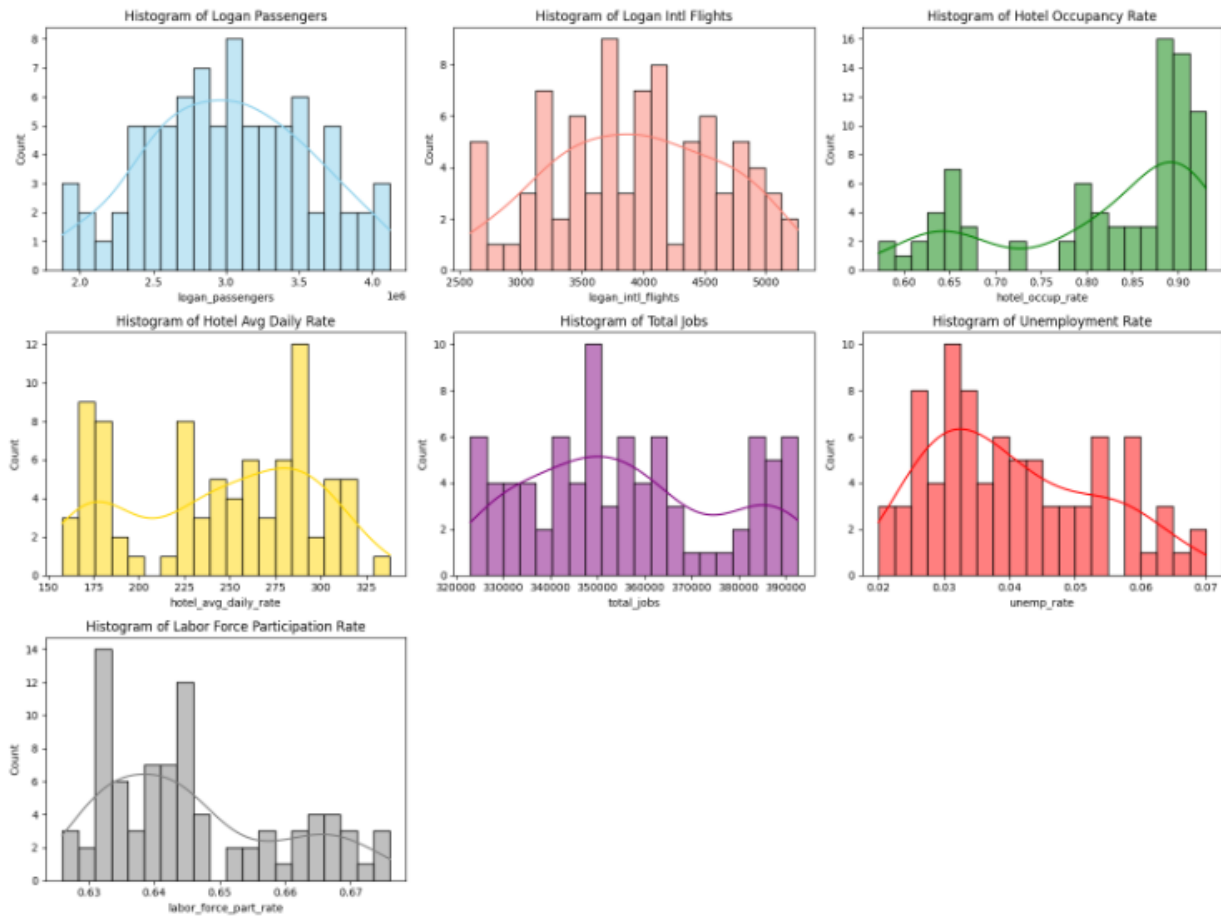 Histogram of Logan Passengers
8
7
6
5
4
3
2
1
0
Count
2.0 2.5 3.0 3.5 4.0
1e6
logan_passengers
Histogram of Logan Intl Flights
8
6
4
2
0
Count
2500 3000 3500 4000 4500 5000
logan_intl_flights
Histogram of Hotel Occupancy Rate
16
14
12
10
8
6
4
2
0
Count
0.60 0.65 0.70 0.75 0.80 0.85 0.90
hotel_occup_rate
Histogram of Hotel Avg Daily Rate
12
10
8
6
4
2
0
Count
150 175 200 225 250 275 300 325
hotel_avg_daily_rate
Histogram of Total Jobs
10
8
6
4
2
0
Count
320000 330000 340000 350000 360000 370000 380000 390000
total_jobs
Histogram of Unemployment Rate
10
8
6
4
2
0
Count
0.02 0.03 0.04 0.05 0.06 0.07
unemp_rate
Histogram of Labor Force Participation Rate
14
12
10
8
6
4
2
0
Count
0.63 0.64 0.65 0.66 0.67
labor_force_part_rate